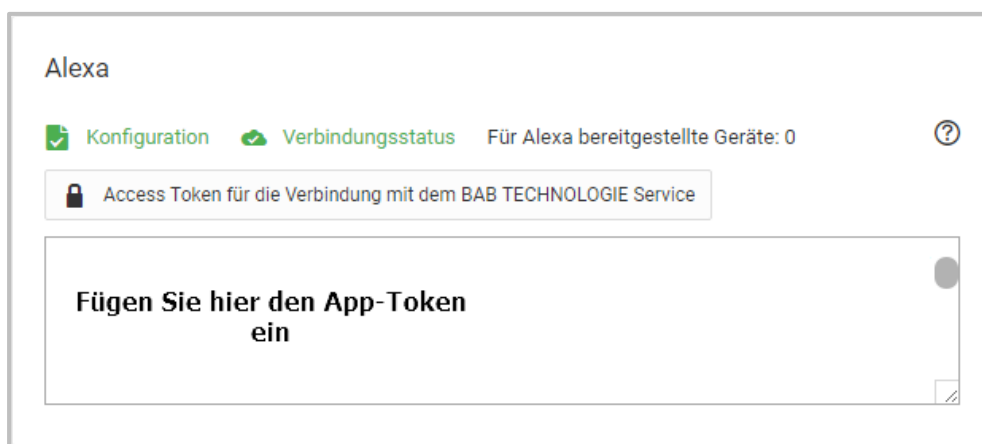 Alexa
Konfiguration Verbindungsstatus Für Alexa bereitgestellte Geräte: 0
Access Token für die Verbindung mit dem BAB TECHNOLOGIE Service
Fügen Sie hier den App-Token
ein